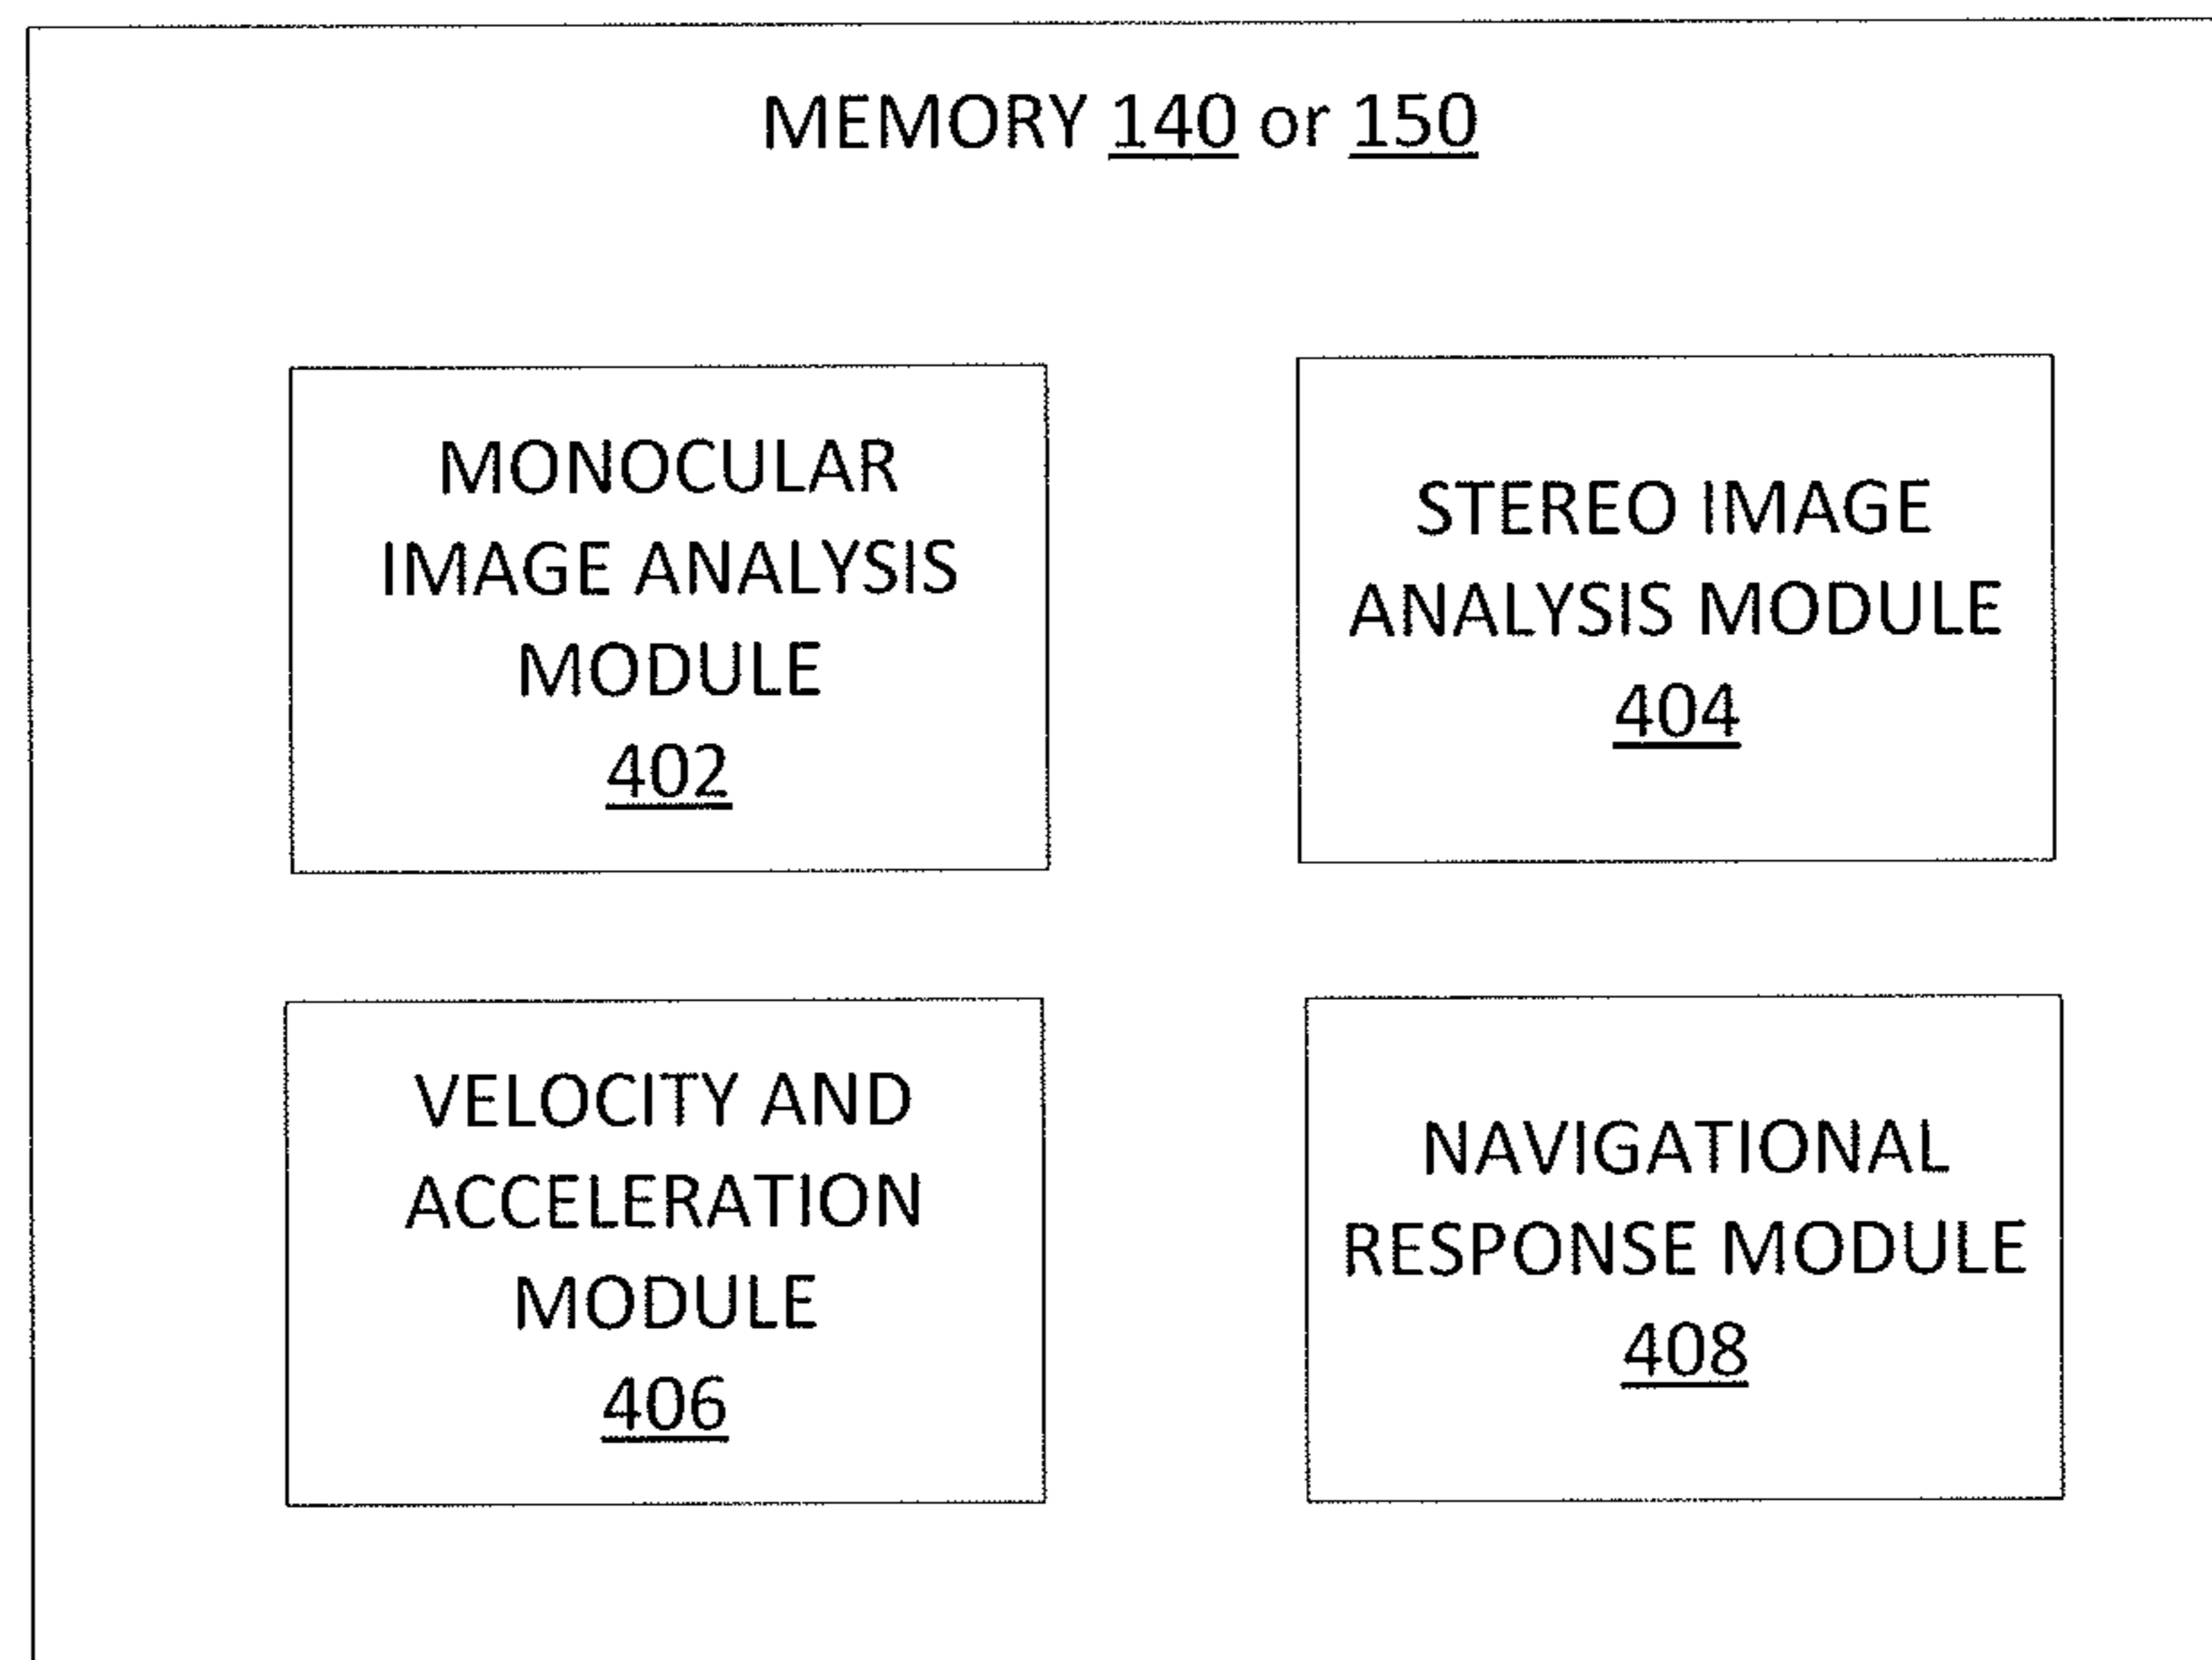 MEMORY 140 or 150
MONOCULAR
IMAGE ANALYSIS
MODULE
402
STEREO IMAGE
ANALYSIS MODULE
404
VELOCITY AND
ACCELERATION
MODULE
406
NAVIGATIONAL
RESPONSE MODULE
408